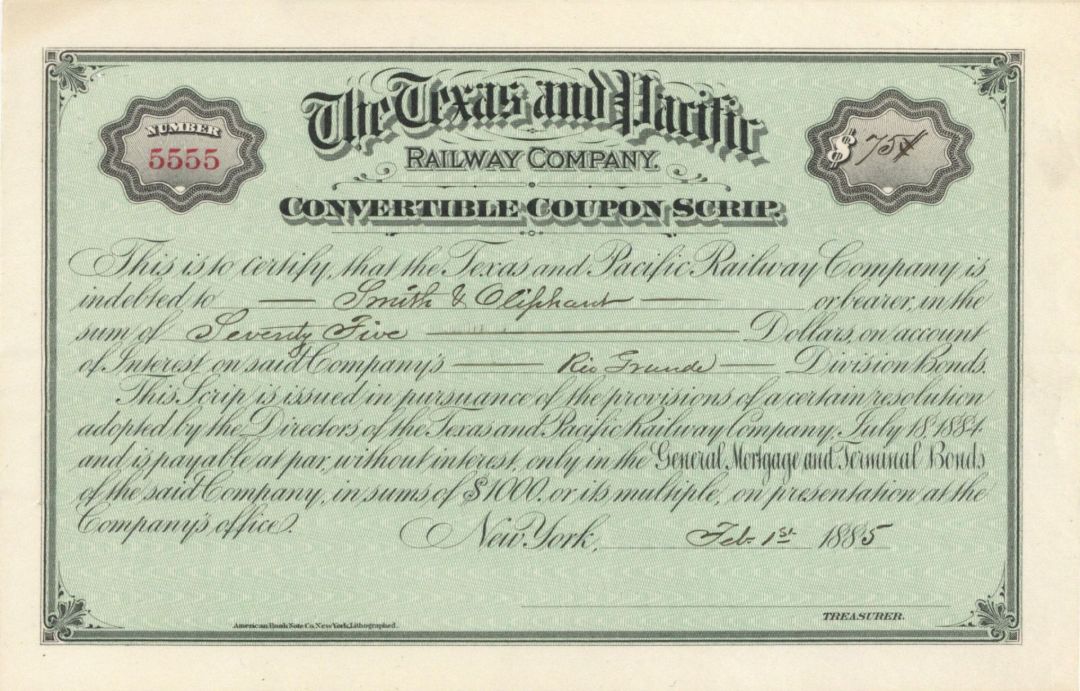 The Texas and Pacific
RAILWAY COMPANY.
CONVERTIBLE COUPON SCRIP.
NUMBER
5555
$ 75
This is to certify, that the Texas and Pacific Railway Company is
indebted to — Smith & Oliphant — or bearer, in the
sum of Seventy Five — Dollars, on account
of Interest on said Company's — Rio Grande — Division Bonds.
This Scrip is issued in pursuance of the provisions of a certain resolution
adopted by the Directors of the Texas and Pacific Railway Company, July 18 1884
and is payable at par, without interest, only in the General Mortgage and Terminal Bonds
of the said Company, in sums of $1000. or its multiple, on presentation at the
Company's office.
New York, Feb. 1st 1885
TREASURER.
American Bank Note Co. New York, Lithographed.